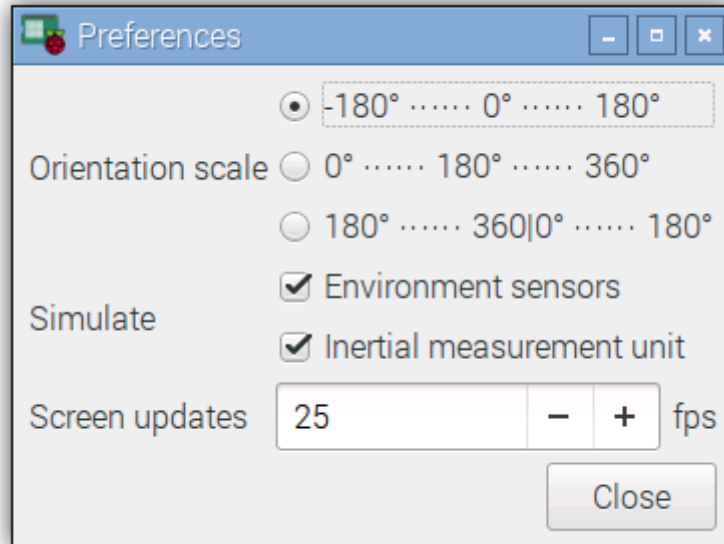 Preferences
-180° ······ 0° ······ 180°
Orientation scale 0° ······ 180° ······ 360°
180° ······ 360|0° ······ 180°
Environment sensors
Simulate
Inertial measurement unit
Screen updates 25 − + fps
Close